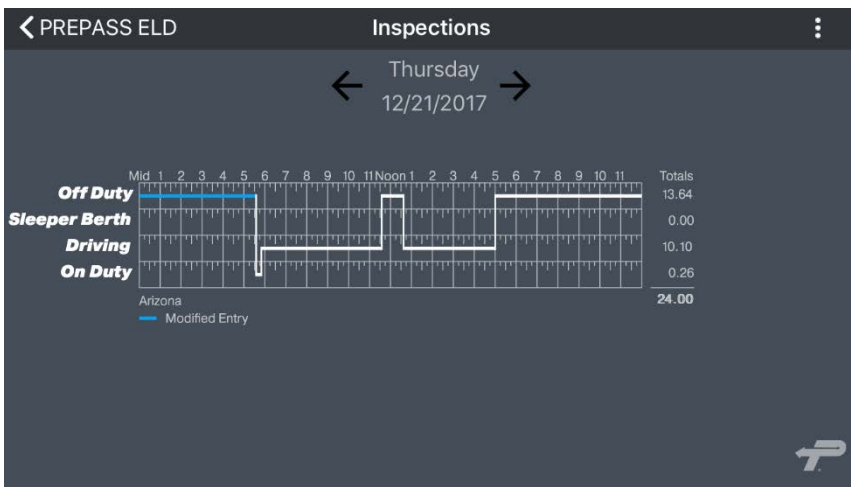 PREPASS ELD Inspections
Thursday
12/21/2017
Mid 1 2 3 4 5 6 7 8 9 10 11 Noon 1 2 3 4 5 6 7 8 9 10 11 Totals
Off Duty 13.64
Sleeper Berth 0.00
Driving 10.10
On Duty 0.26
Arizona 24.00
Modified Entry